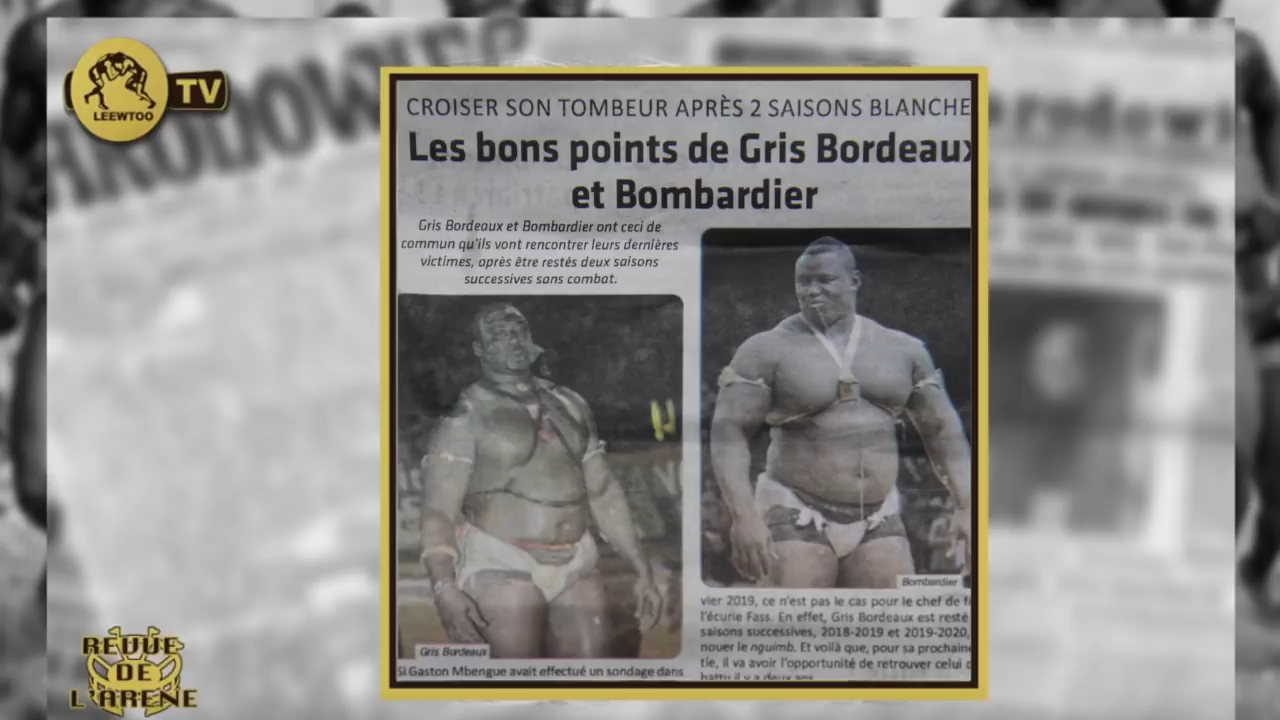 LEEWTOO
TV
CROISER SON TOMBEUR APRÈS 2 SAISONS BLANCHE
Les bons points de Gris Bordeaux
et Bombardier
Gris Bordeaux et Bombardier ont ceci de
commun qu'ils vont rencontrer leurs dernières
victimes, après être restés deux saisons
successives sans combat.
Gris Bordeaux
Si Gaston Mbengue avait effectué un sondage dans
Bombardier
vier 2019, ce n'est pas le cas pour le chef de
l'écurie Fass. En effet, Gris Bordeaux est resté
saisons successives, 2018-2019 et 2019-2020,
nouer le nguimb. Et voilà que, pour sa prochaine
tie, il va avoir l'opportunité de retrouver celui
battu il y a deux ans
REVUE
DE
L'ARENE